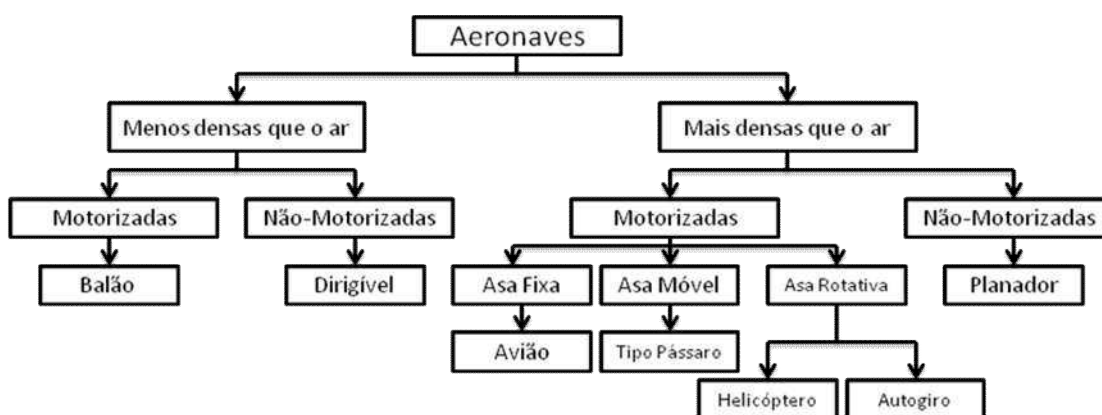 Aeronaves
Menos densas que o ar
Mais densas que o ar
Motorizadas
Não-Motorizadas
Motorizadas
Não-Motorizadas
Balão
Dirigível
Asa Fixa
Asa Móvel
Asa Rotativa
Planador
Avião
Tipo Pássaro
Helicóptero
Autogiro